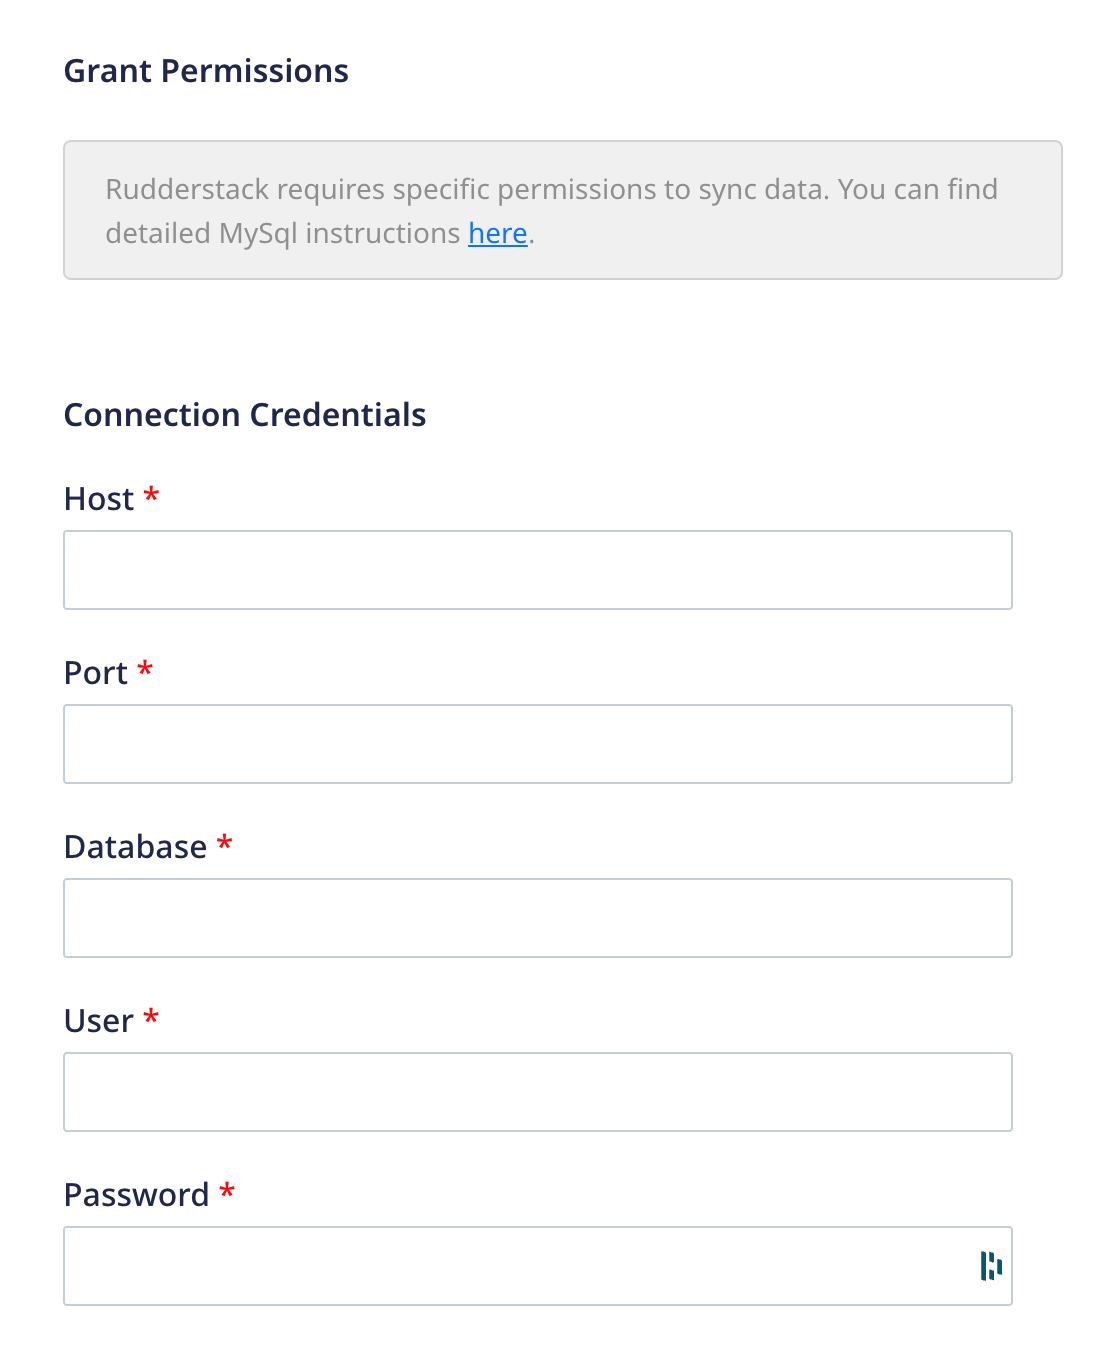 Grant Permissions
Rudderstack requires specific permissions to sync data. You can find
detailed MySql instructions here.
Connection Credentials
Host *
Port *
Database *
User *
Password *